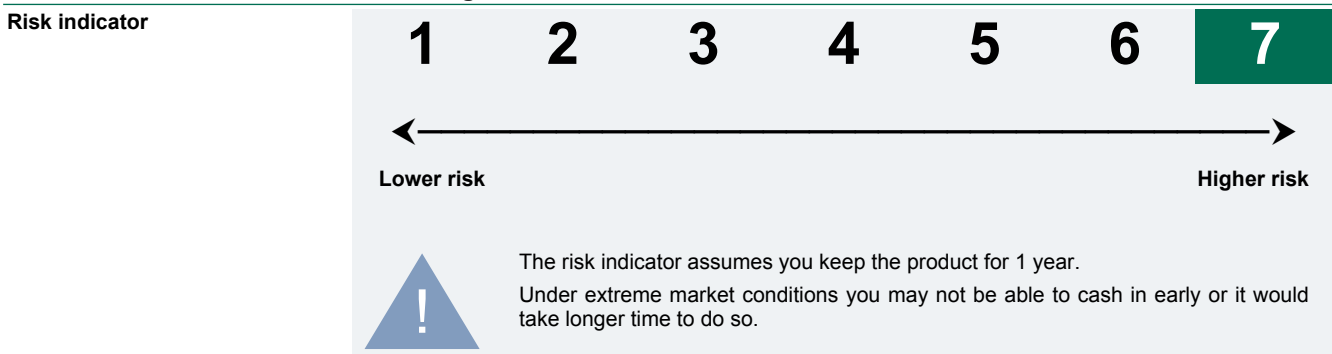 Risk indicator
1 2 3 4 5 6 7
Lower risk
Higher risk
!
The risk indicator assumes you keep the product for 1 year.
Under extreme market conditions you may not be able to cash in early or it would
take longer time to do so.